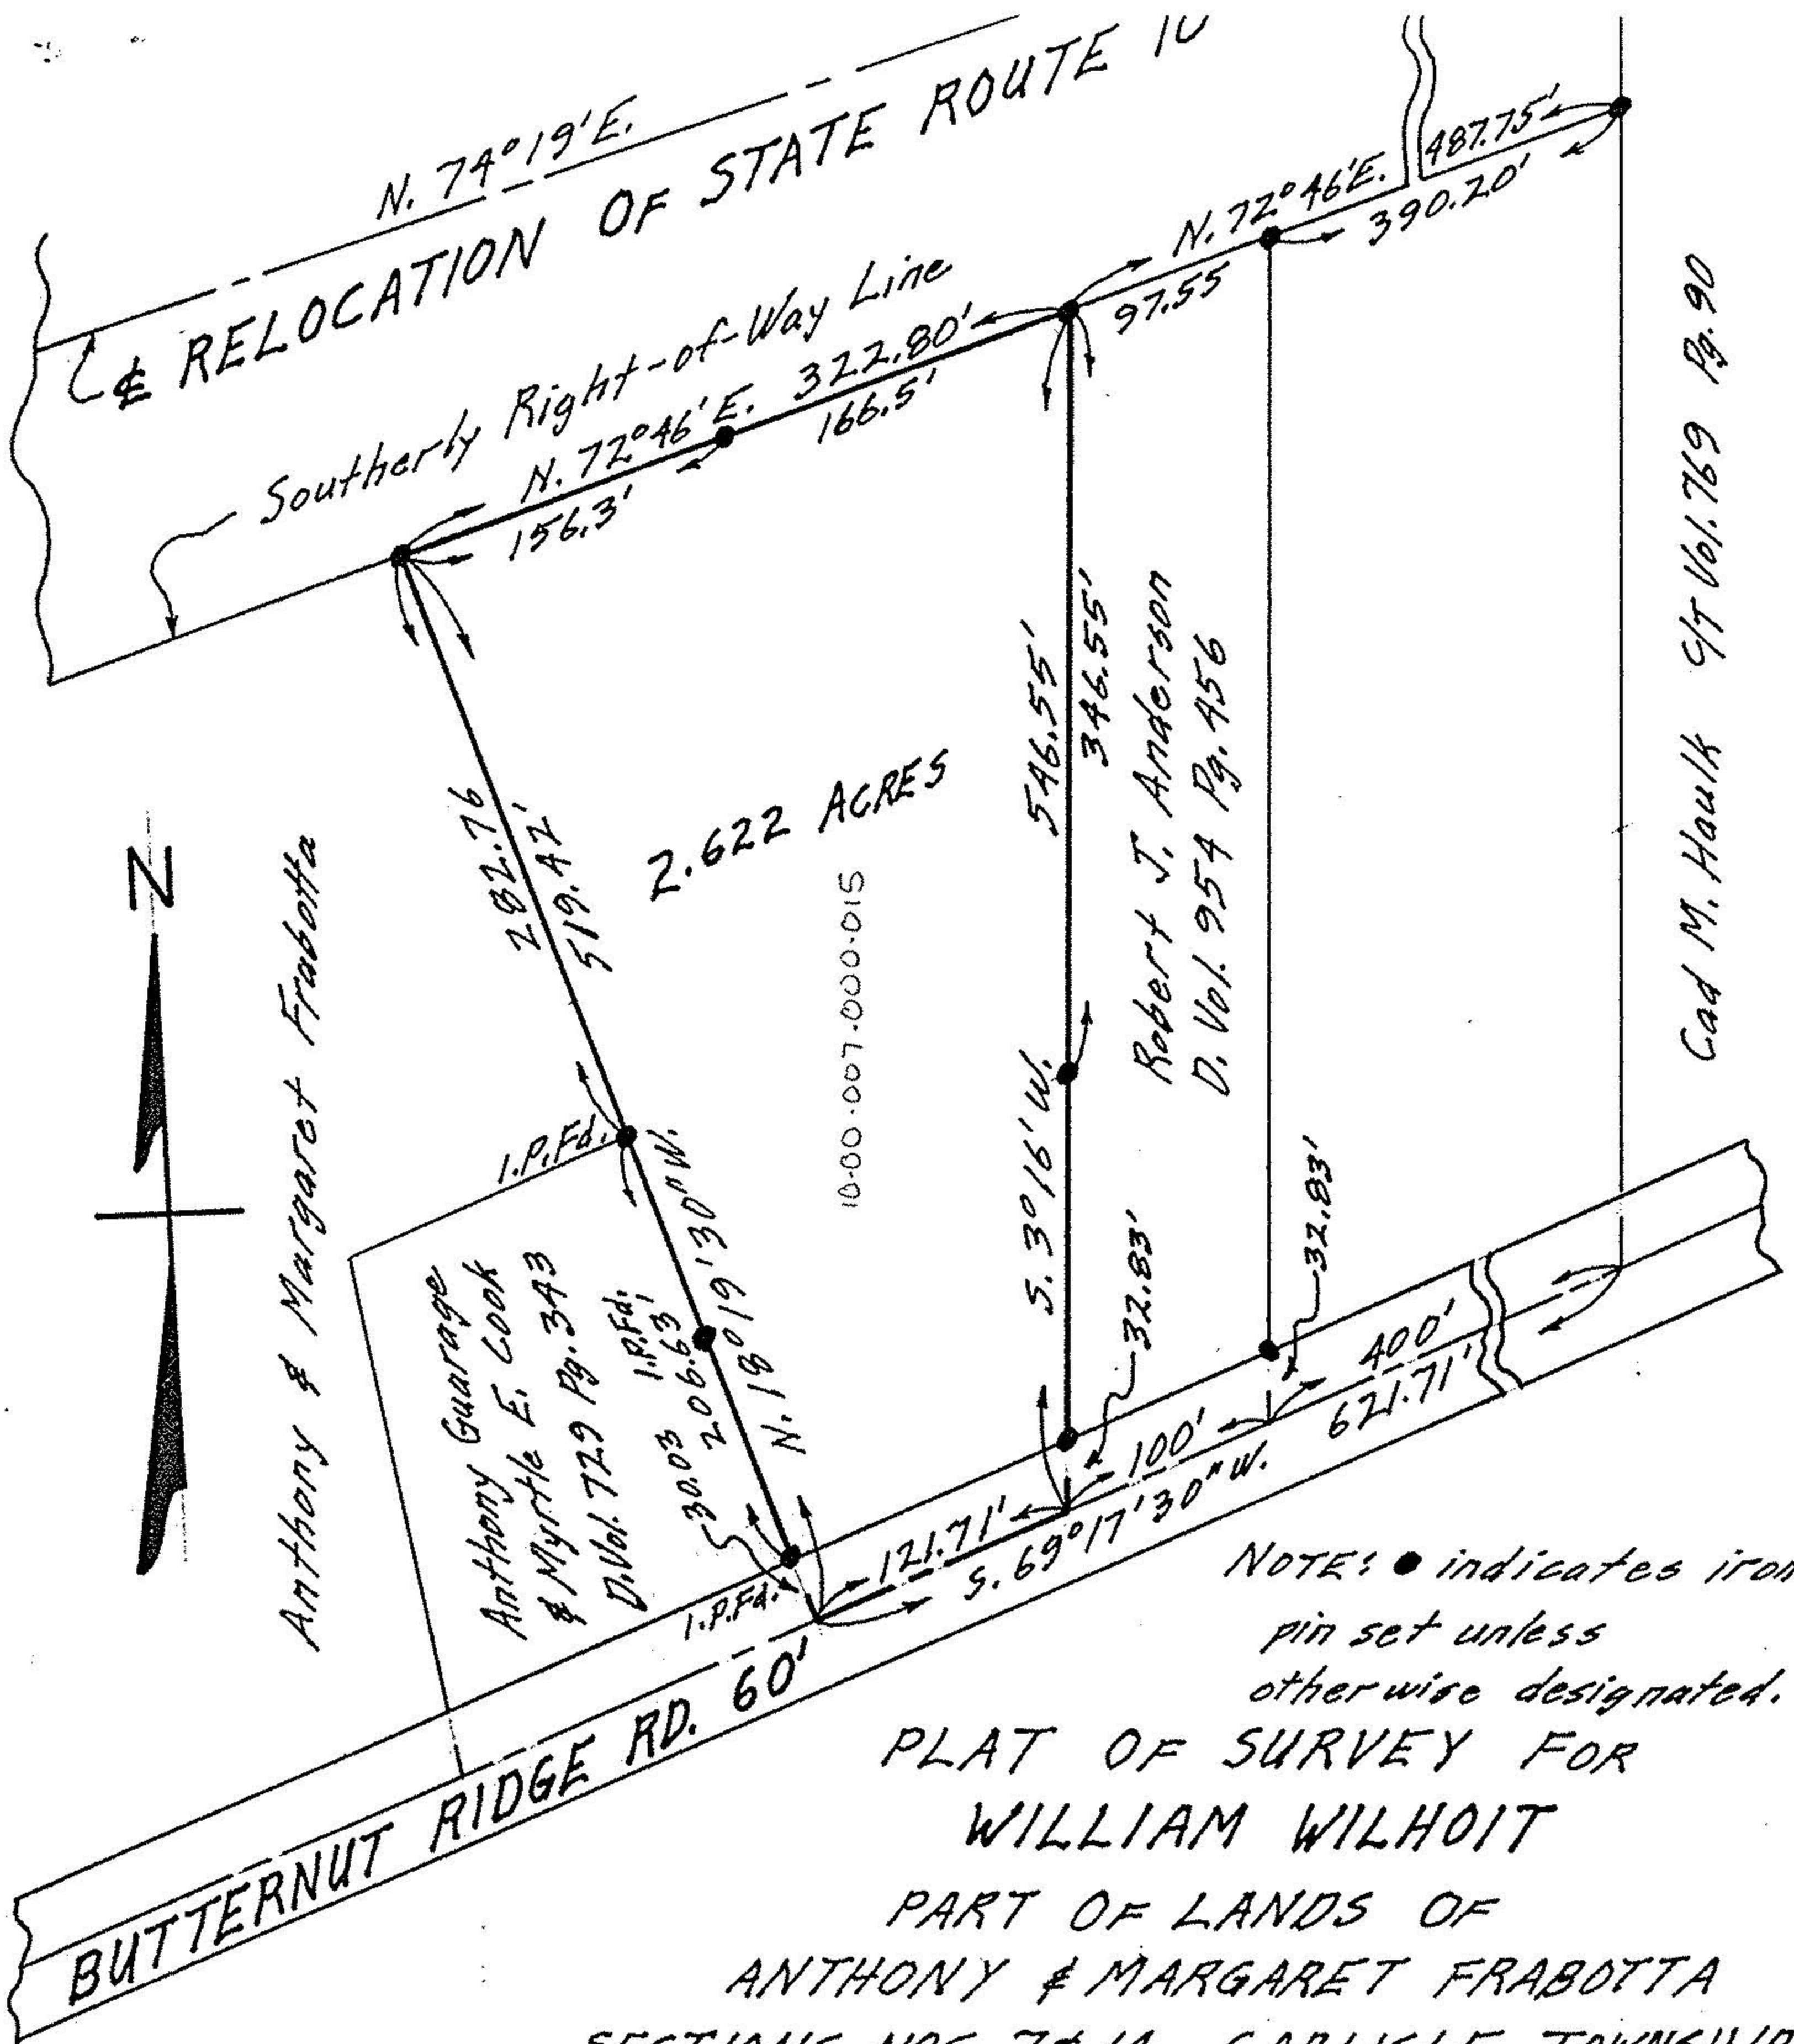 N. 74°19'E.
℄ RELOCATION OF STATE ROUTE 10
Southerly Right-of-Way Line
N. 72°46'E. 322.80'
156.3'
166.5'
N. 72°46'E.
97.55
487.75'
390.20'
Cad M. Haulk C/T Vol. 769 Pg. 90
546.55'
346.55'
S. 3°16'W.
Robert J. Anderson
D. Vol. 954 Pg. 456
2.622 ACRES
10-00-007-000-015
282.76
519.42'
N
Anthony & Margaret Frabotta
I.P.Fd.
N. 18°19'30"W.
206.63'
I.P.Fd.
30.03
Anthony Guarage
Anthony E. Cook
& Myrtle
D.Vol. 729 Pg. 343
I.P.Fd.
32.83'
32.83'
121.71'
100'
400'
S. 69°17'30"W. 621.71'
BUTTERNUT RIDGE RD. 60'
NOTE: ● indicates iron
pin set unless
otherwise designated.
PLAT OF SURVEY FOR
WILLIAM WILHOIT
PART OF LANDS OF
ANTHONY & MARGARET FRABOTTA
SECTIONS NOS. 7 & CARLISLE TOWNSHIP